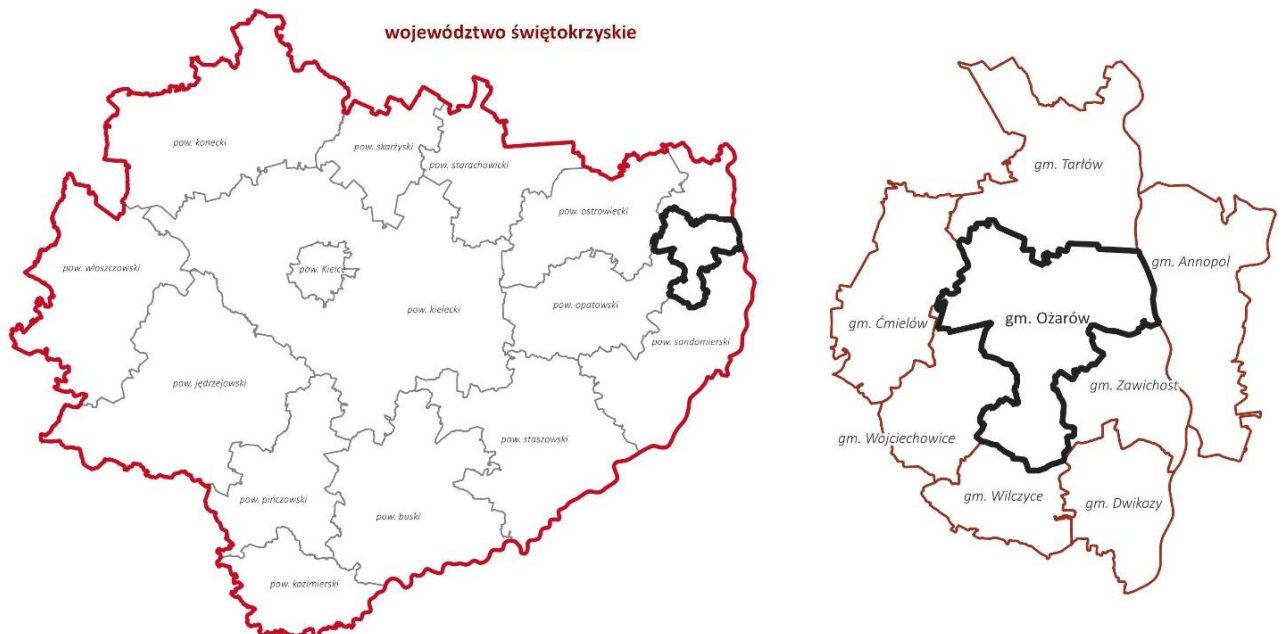 województwo świętokrzyskie
pow. konecki
pow. skarżyski
pow. starachowicki
pow. ostrowiecki
pow. włoszczowski
pow. Kielce
pow. kielecki
pow. opatowski
pow. sandomierski
pow. jędrzejowski
pow. staszowski
pow. pińczowski
pow. buski
pow. kazimierski
gm. Tarłów
gm. Annopol
gm. Ćmielów
gm. Ożarów
gm. Zawichost
gm. Wojciechowice
gm. Wilczyce
gm. Dwikozy